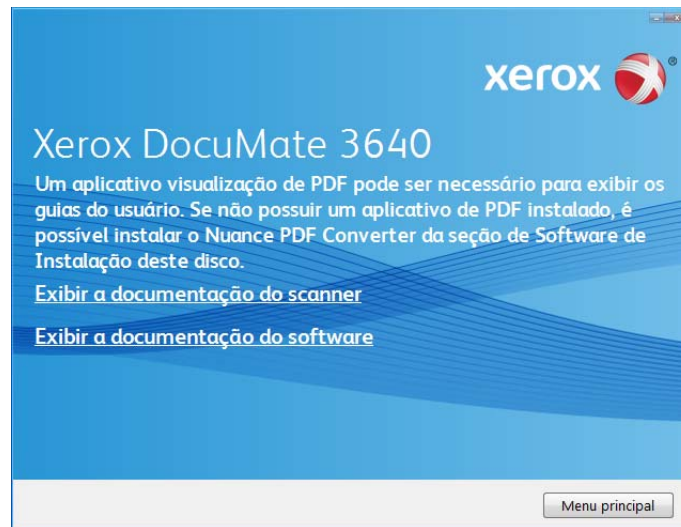 xerox ®
Xerox DocuMate 3640
Um aplicativo visualização de PDF pode ser necessário para exibir os
guias do usuário. Se não possuir um aplicativo de PDF instalado, é
possível instalar o Nuance PDF Converter da seção de Software de
Instalação deste disco.
Exibir a documentação do scanner
Exibir a documentação do software
Menu principal